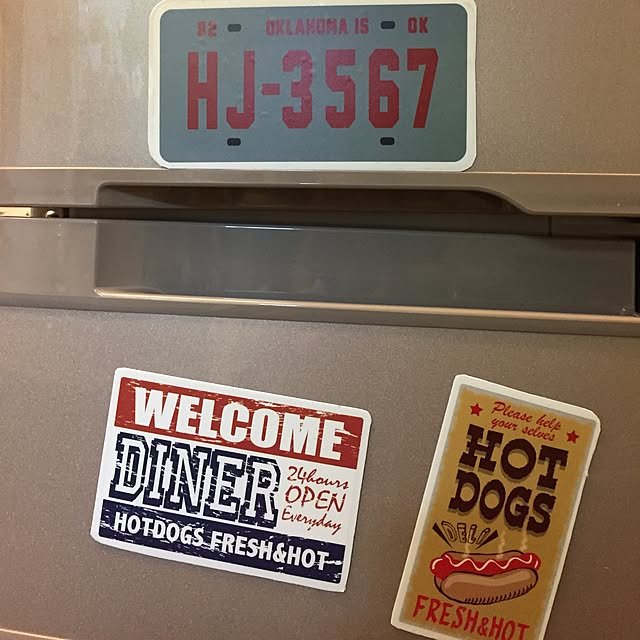 82 OKLAHOMA IS OK
HJ-3567
WELCOME
DINER
24hours
OPEN
Everyday
HOTDOGS FRESH&HOT
Please help
your selves
HOT
DOGS
DELI
FRESH&HOT